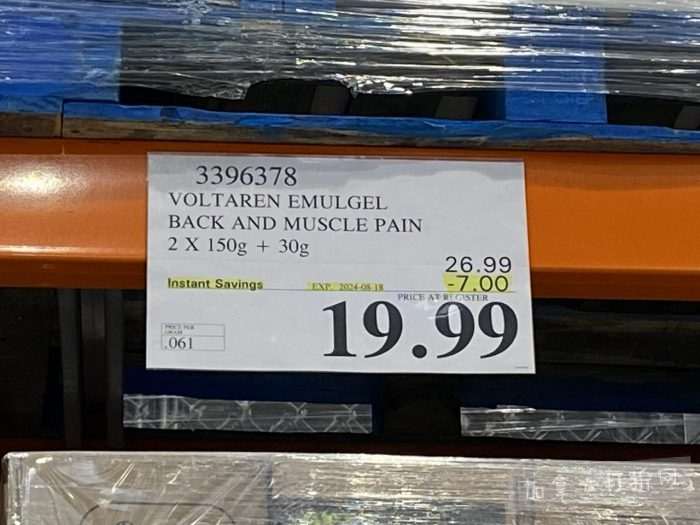 3396378
VOLTAREN EMULGEL
BACK AND MUSCLE PAIN
2 X 150g + 30g
26.99
Instant Savings EXP. 2024-08-18 -7.00
PRICE AT REGISTER
19.99
PRICE PER
GRAM
.061